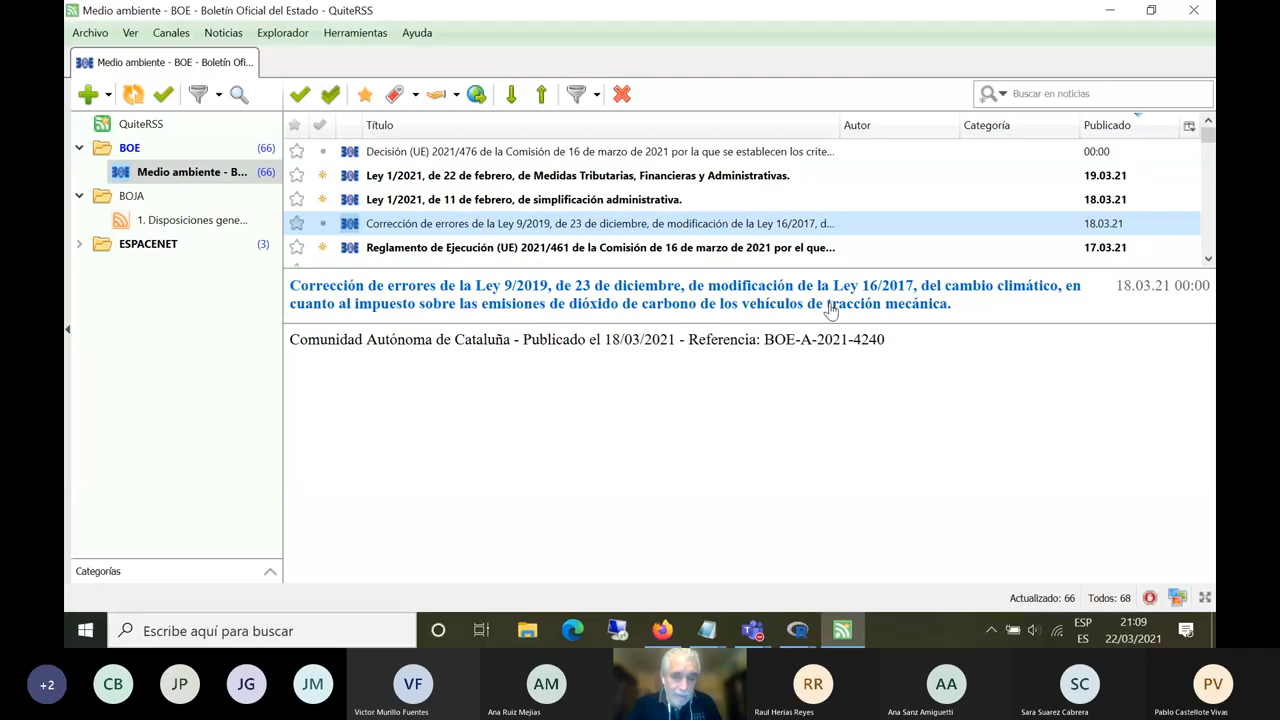 Medio ambiente - BOE - Boletín Oficial del Estado - QuiteRSS
Archivo Ver Canales Noticias Explorador Herramientas Ayuda
Medio ambiente - BOE - Boletín Ofi...
Buscar en noticias
QuiteRSS
BOE (66)
Medio ambiente - B... (66)
BOJA
1. Disposiciones gene...
ESPACENET (3)
Categorías
Título Autor Categoría Publicado
Decisión (UE) 2021/476 de la Comisión de 16 de marzo de 2021 por la que se establecen los crite... 00:00
Ley 1/2021, de 22 de febrero, de Medidas Tributarias, Financieras y Administrativas. 19.03.21
Ley 1/2021, de 11 de febrero, de simplificación administrativa. 18.03.21
Corrección de errores de la Ley 9/2019, de 23 de diciembre, de modificación de la Ley 16/2017, d... 18.03.21
Reglamento de Ejecución (UE) 2021/461 de la Comisión de 16 de marzo de 2021 por el que... 17.03.21
Corrección de errores de la Ley 9/2019, de 23 de diciembre, de modificación de la Ley 16/2017, del cambio climático, en 18.03.21 00:00
cuanto al impuesto sobre las emisiones de dióxido de carbono de los vehículos de tracción mecánica.
Comunidad Autónoma de Cataluña - Publicado el 18/03/2021 - Referencia: BOE-A-2021-4240
Actualizado: 66 Todos: 68
Escribe aquí para buscar
ESP
ES
21:09
22/03/2021
+2 CB JP JG JM VF AM RR AA SC PV
Victor Murillo Fuentes Ana Ruiz Mejias Raul Herias Reyes Ana Sanz Amiguetti Sara Suarez Cabrera Pablo Castellote Vivas